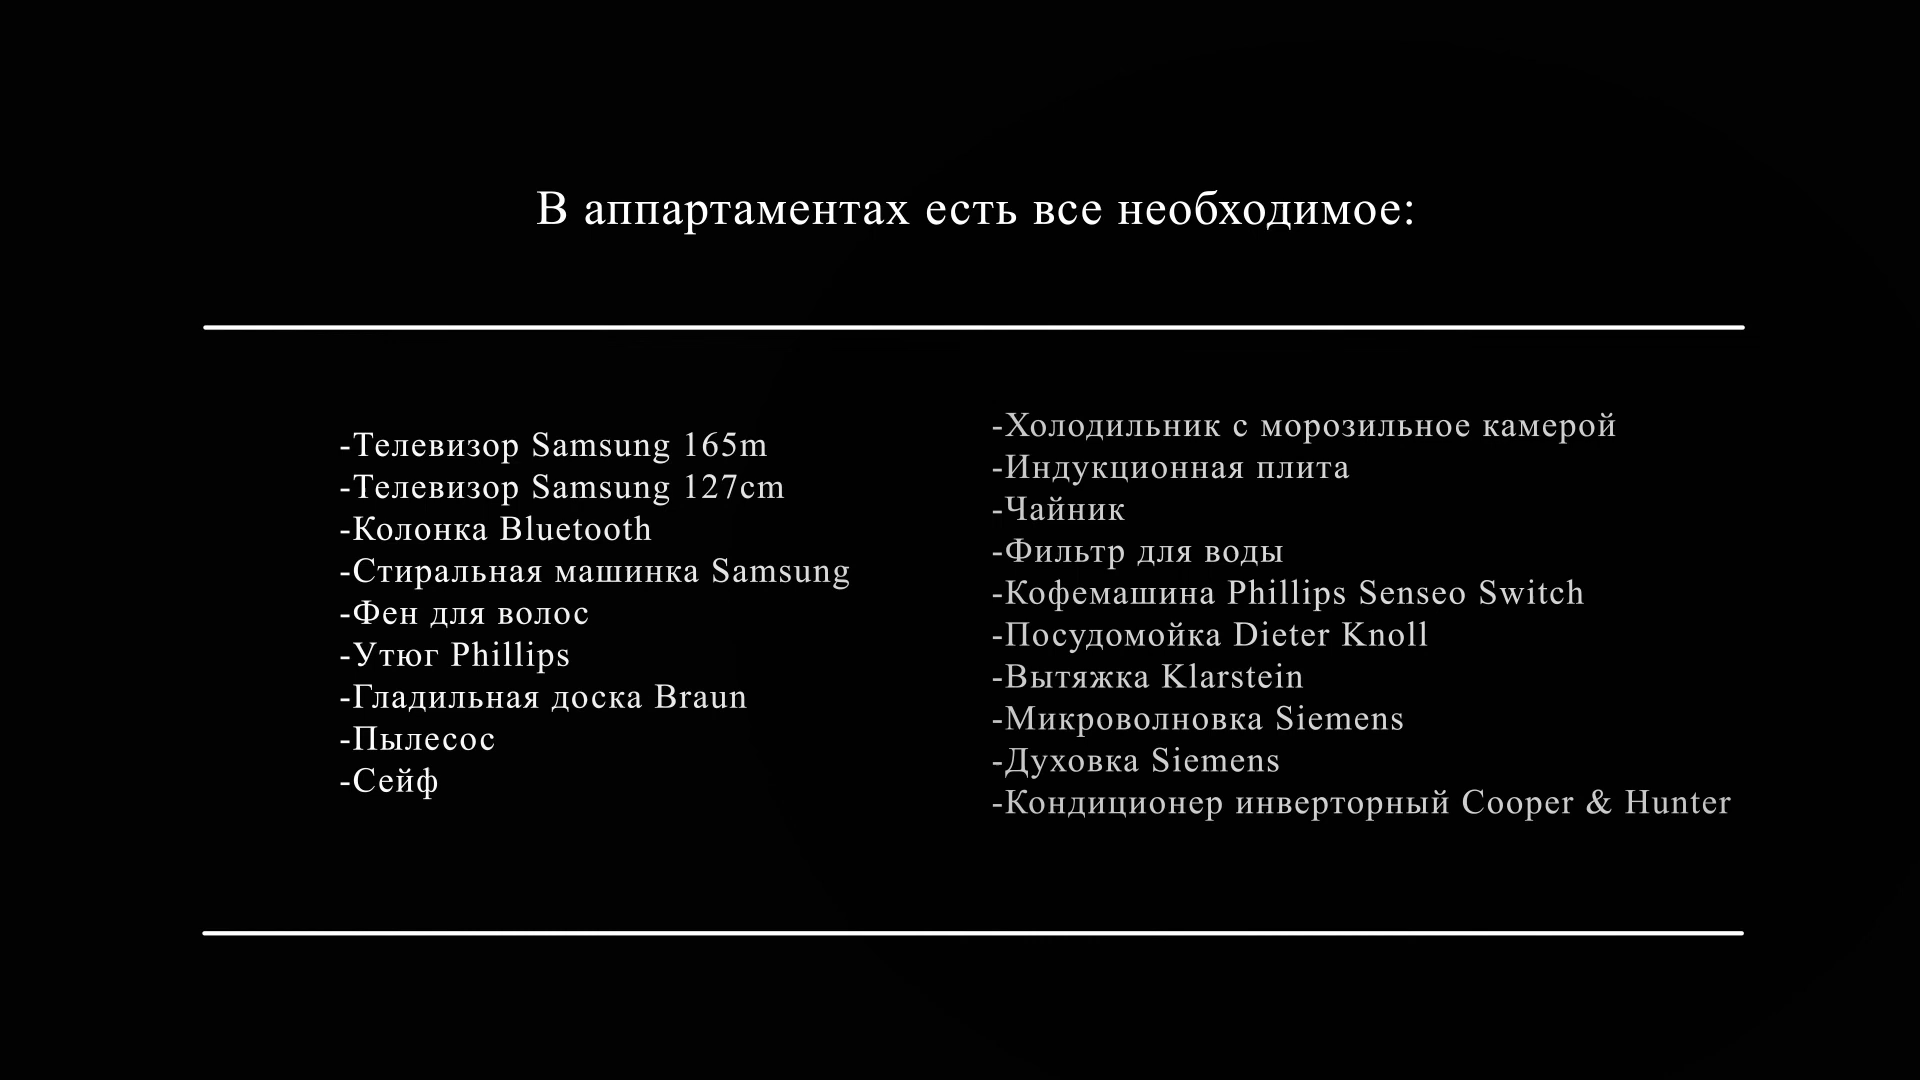 В аппартаментах есть все необходимое:
-Телевизор Samsung 165m
-Телевизор Samsung 127cm
-Колонка Bluetooth
-Стиральная машинка Samsung
-Фен для волос
-Утюг Phillips
-Гладильная доска Braun
-Пылесос
-Сейф
-Холодильник с морозильное камерой
-Индукционная плита
-Чайник
-Фильтр для воды
-Кофемашина Phillips Senseo Switch
-Посудомойка Dieter Knoll
-Вытяжка Klarstein
-Микроволновка Siemens
-Духовка Siemens
-Кондиционер инверторный Cooper & Hunter